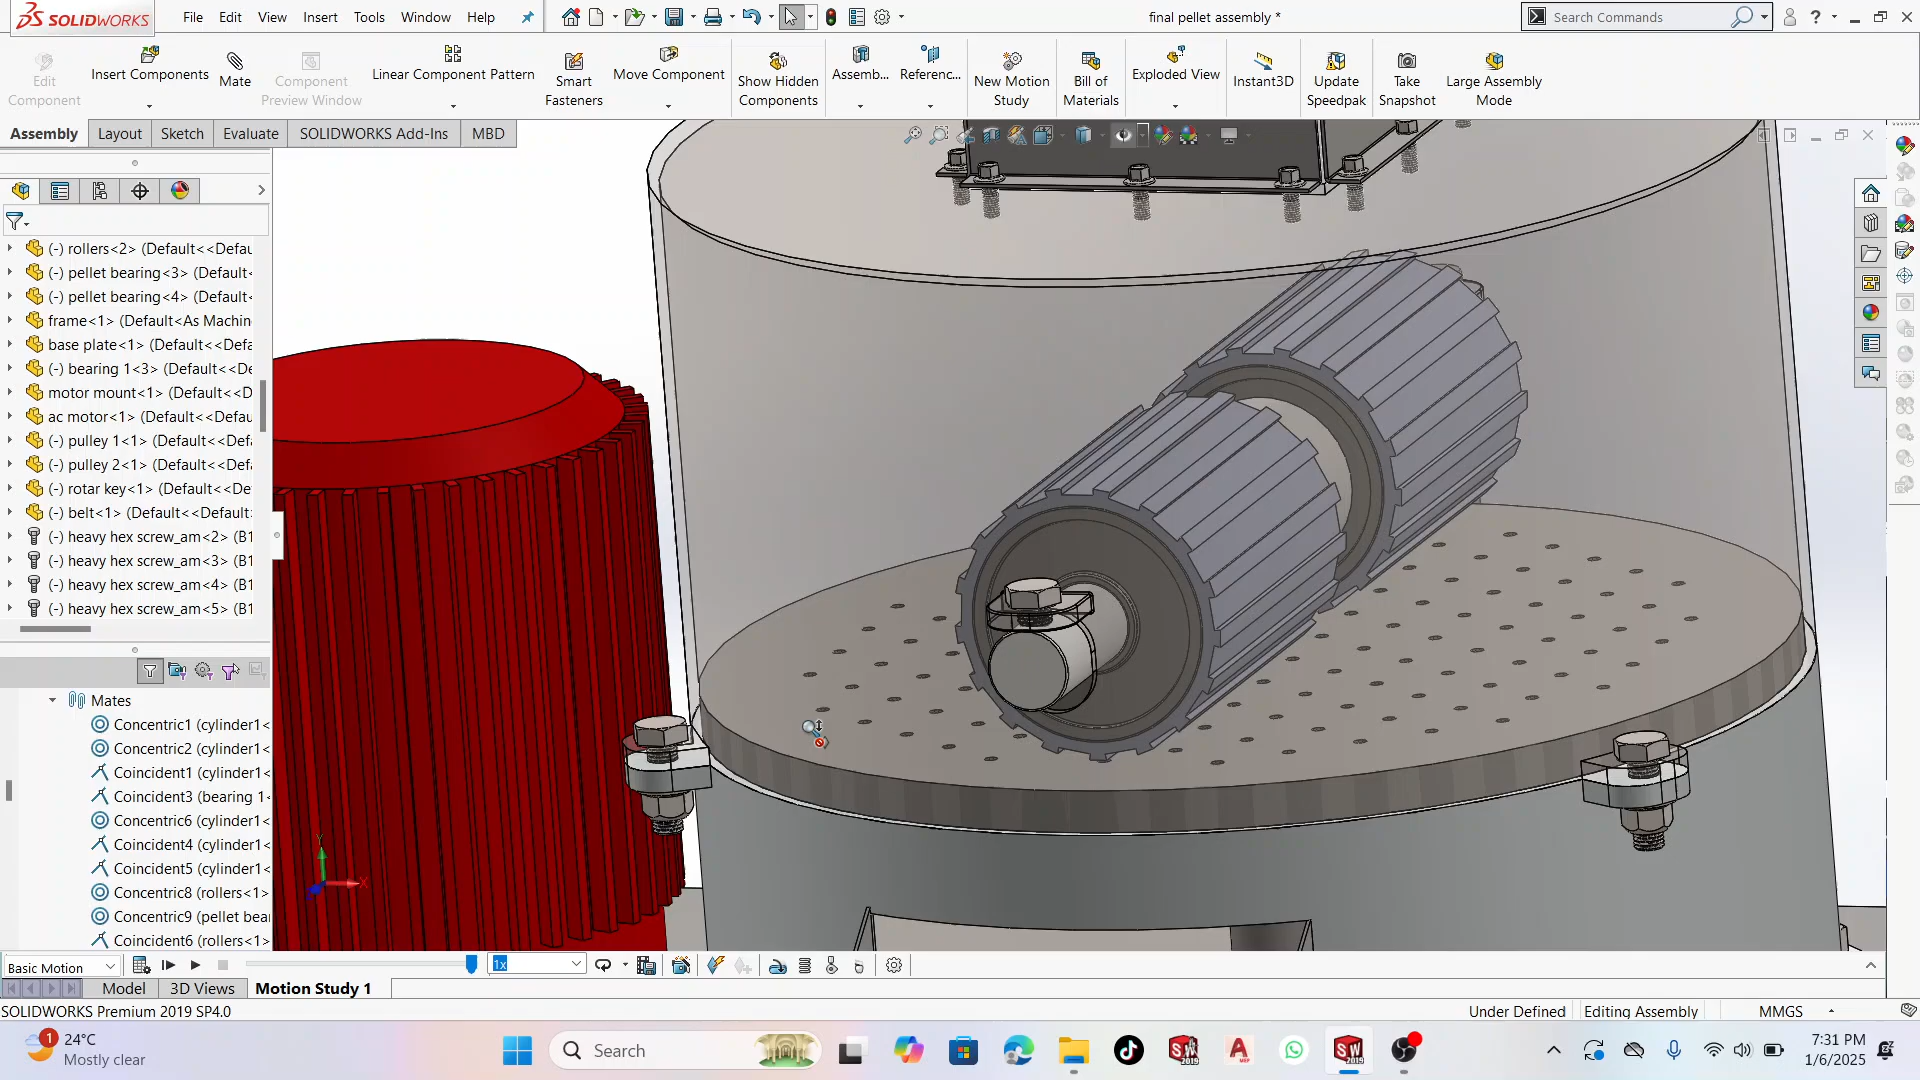 SOLIDWORKS
File Edit View Insert Tools Window Help
final pellet assembly *
Search Commands
Edit Component
Insert Components
Mate
Component Preview Window
Linear Component Pattern
Smart Fasteners
Move Component
Show Hidden Components
Assemb...
Referenc...
New Motion Study
Bill of Materials
Exploded View
Instant3D
Update Speedpak
Take Snapshot
Large Assembly Mode
Assembly Layout Sketch Evaluate SOLIDWORKS Add-Ins MBD
(-) rollers<2> (Default<<Defau
(-) pellet bearing<3> (Default<
(-) pellet bearing<4> (Default<
frame<1> (Default<As Machin
base plate<1> (Default<<Defa
(-) bearing 1<3> (Default<<De
motor mount<1> (Default<<D
ac motor<1> (Default<<Defau
(-) pulley 1<1> (Default<<Def
(-) pulley 2<1> (Default<<Def
(-) rotar key<1> (Default<<De
(-) belt<1> (Default<<Default
(-) heavy hex screw_am<2> (B1
(-) heavy hex screw_am<3> (B1
(-) heavy hex screw_am<4> (B1
(-) heavy hex screw_am<5> (B1
Mates
Concentric1 (cylinder1<
Concentric2 (cylinder1<
Coincident1 (cylinder1<
Coincident3 (bearing 1<
Concentric6 (cylinder1<
Coincident4 (cylinder1<
Coincident5 (cylinder1<
Concentric8 (rollers<1>
Concentric9 (pellet bear
Coincident6 (rollers<1>
Y
X
Basic Motion
1x
Model 3D Views Motion Study 1
SOLIDWORKS Premium 2019 SP4.0
Under Defined Editing Assembly MMGS
1
24°C
Mostly clear
Search
7:31 PM
1/6/2025